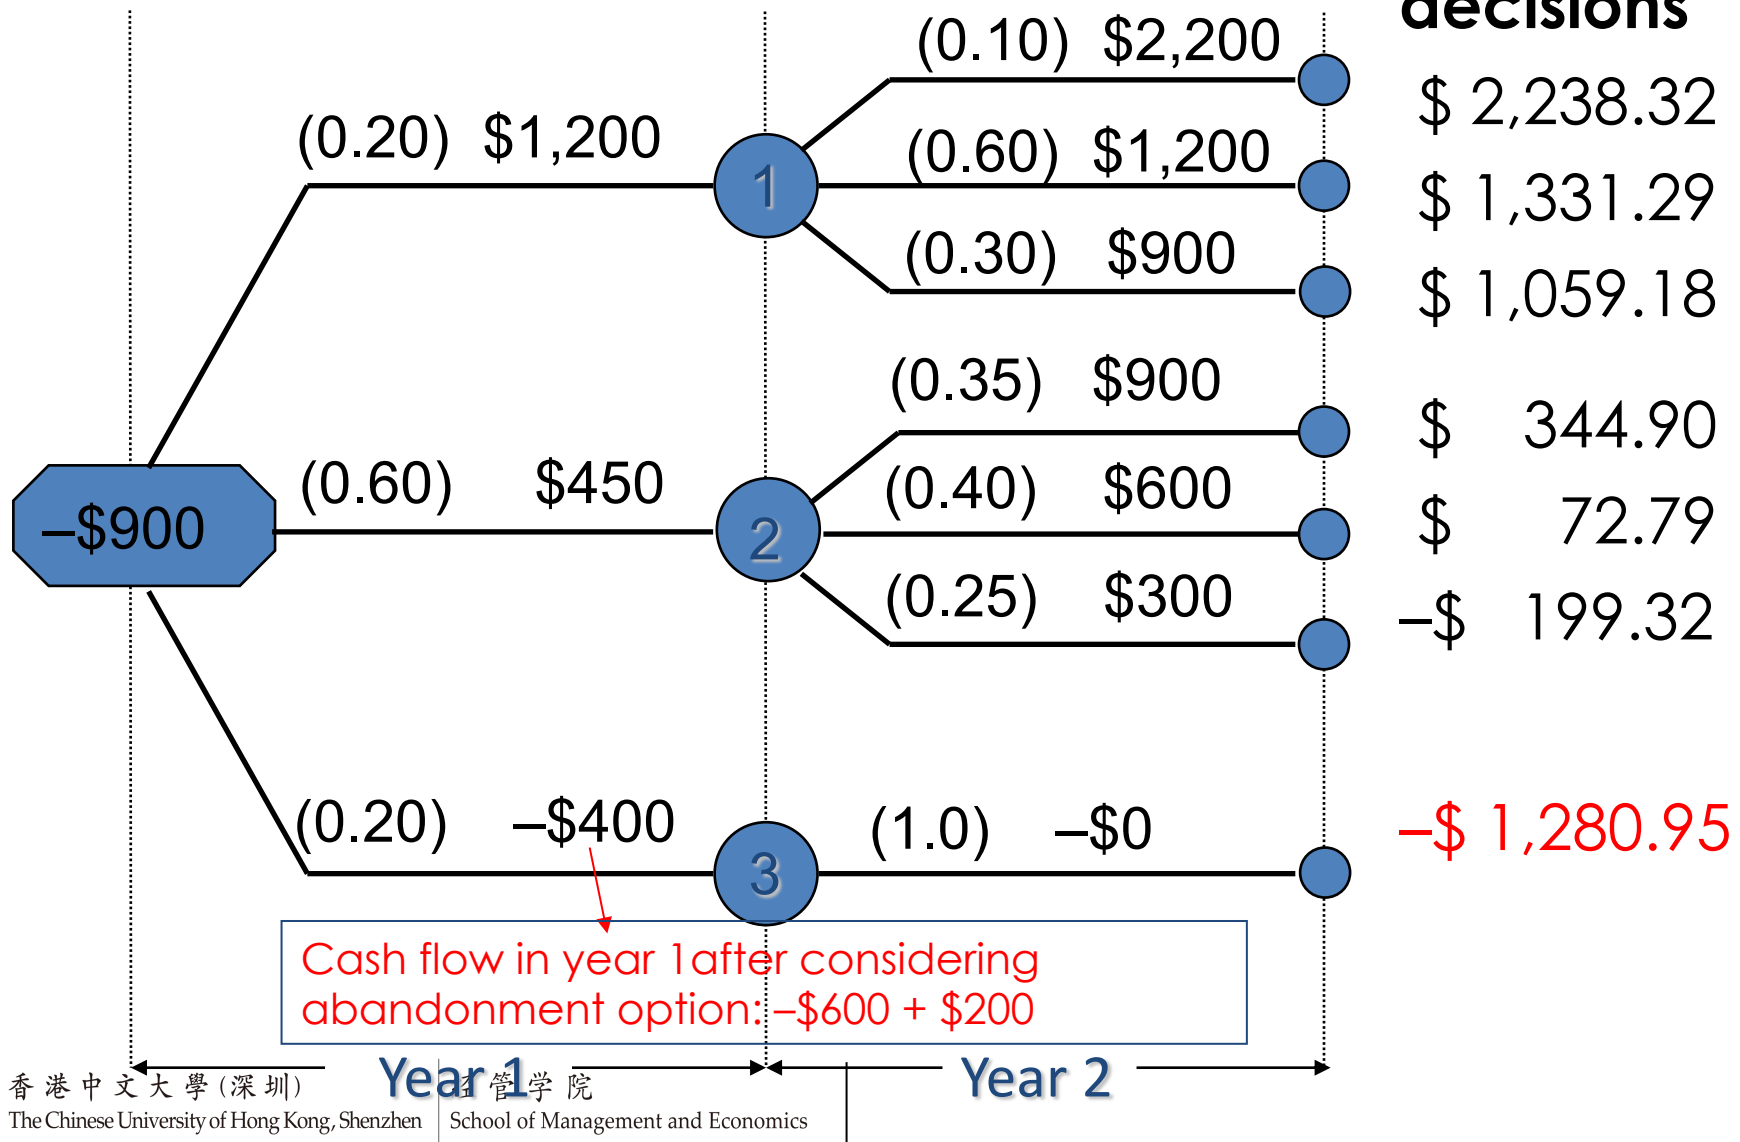 decisions
(0.10) $2,200
$ 2,238.32
(0.20) $1,200
1
(0.60) $1,200
$ 1,331.29
(0.30) $900
$ 1,059.18
(0.35) $900
$ 344.90
–$900
(0.60) $450
2
(0.40) $600
$ 72.79
(0.25) $300
–$ 199.32
(0.20) –$400
3
(1.0) –$0
–$ 1,280.95
Cash flow in year 1after considering
abandonment option: –$600 + $200
Year 1
Year 2
香港中文大學(深圳)
管学院
The Chinese University of Hong Kong, Shenzhen
School of Management and Economics